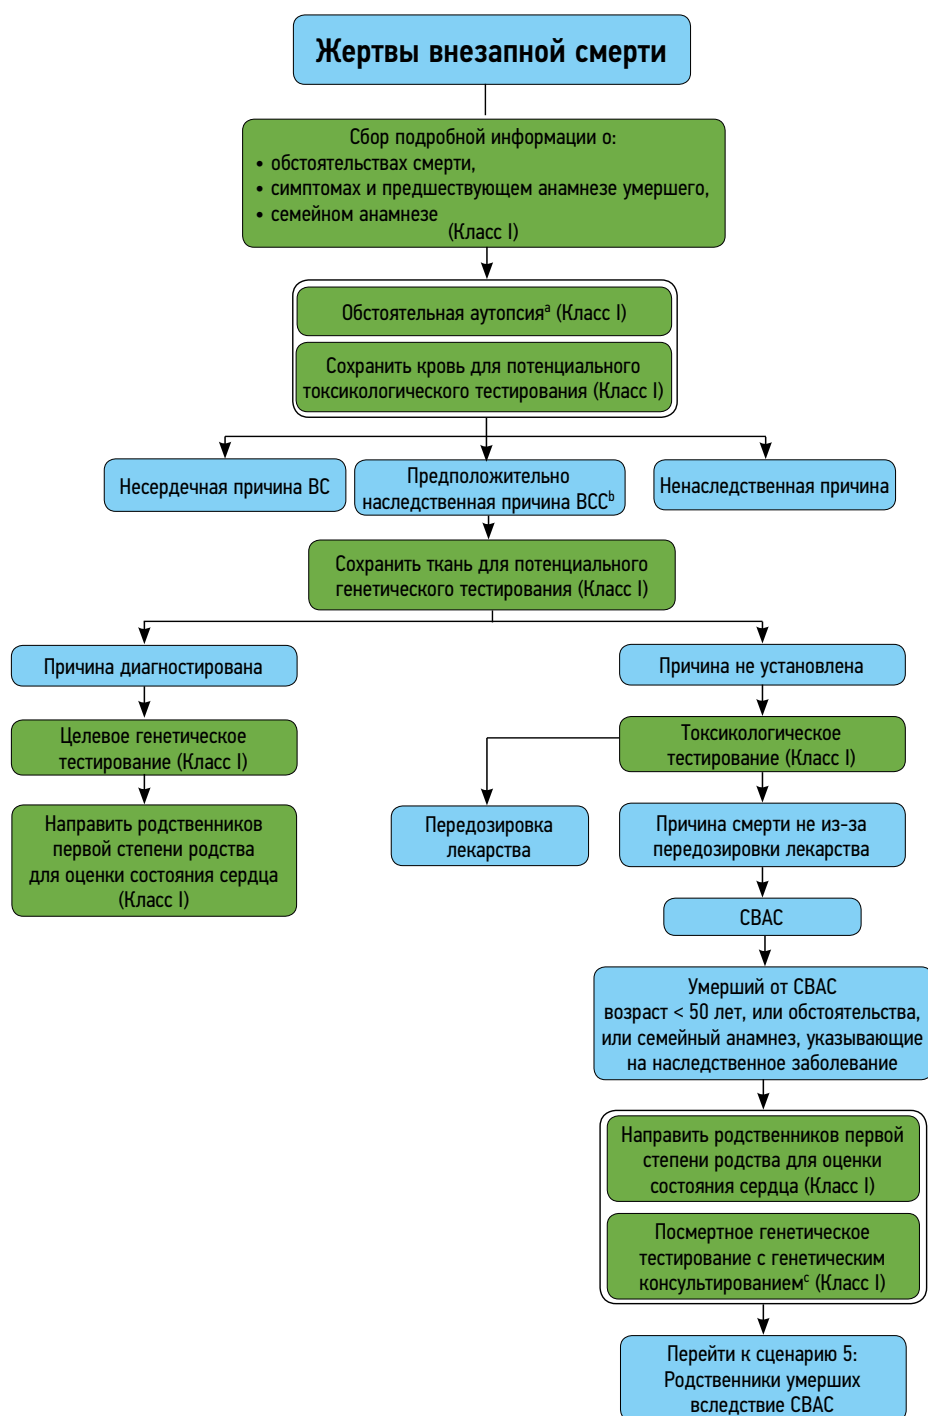 Жертвы внезапной смерти
Сбор подробной информации о:
• обстоятельствах смерти,
• симптомах и предшествующем анамнезе умершего,
• семейном анамнезе
(Класс I)
Обстоятельная аутопсияᵃ (Класс I)
Сохранить кровь для потенциального
токсикологического тестирования (Класс I)
Несердечная причина ВС
Предположительно
наследственная причина ВССᵇ
Ненаследственная причина
Сохранить ткань для потенциального
генетического тестирования (Класс I)
Причина диагностирована
Причина не установлена
Целевое генетическое
тестирование (Класс I)
Токсикологическое
тестирование (Класс I)
Направить родственников
первой степени родства
для оценки состояния сердца
(Класс I)
Передозировка
лекарства
Причина смерти не из-за
передозировки лекарства
СВАС
Умерший от СВАС
возраст < 50 лет, или обстоятельства,
или семейный анамнез, указывающие
на наследственное заболевание
Направить родственников первой
степени родства для оценки
состояния сердца (Класс I)
Посмертное генетическое
тестирование с генетическим
консультированиемᶜ (Класс I)
Перейти к сценарию 5:
Родственники умерших
вследствие СВАС